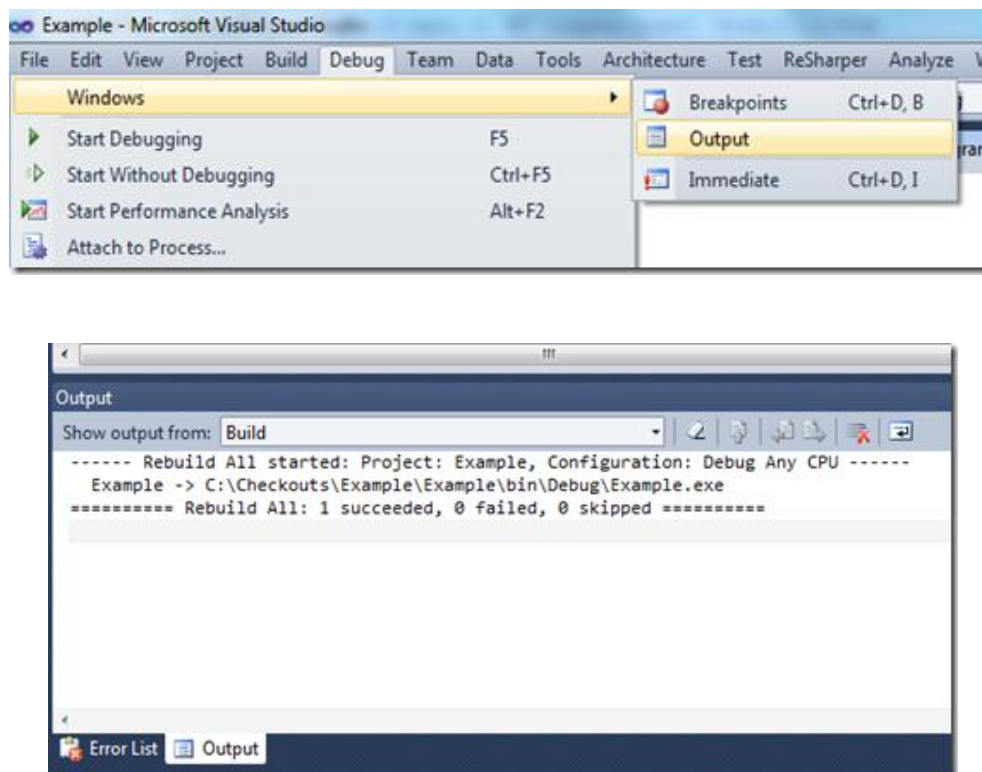 Example - Microsoft Visual Studio
File Edit View Project Build Debug Team Data Tools Architecture Test ReSharper Analyze
Windows
Breakpoints Ctrl+D, B
Start Debugging F5
Output
Start Without Debugging Ctrl+F5
Immediate Ctrl+D, I
Start Performance Analysis Alt+F2
Attach to Process...
Output
Show output from: Build
------ Rebuild All started: Project: Example, Configuration: Debug Any CPU ------
Example -> C:\Checkouts\Example\Example\bin\Debug\Example.exe
========== Rebuild All: 1 succeeded, 0 failed, 0 skipped ==========
Error List Output